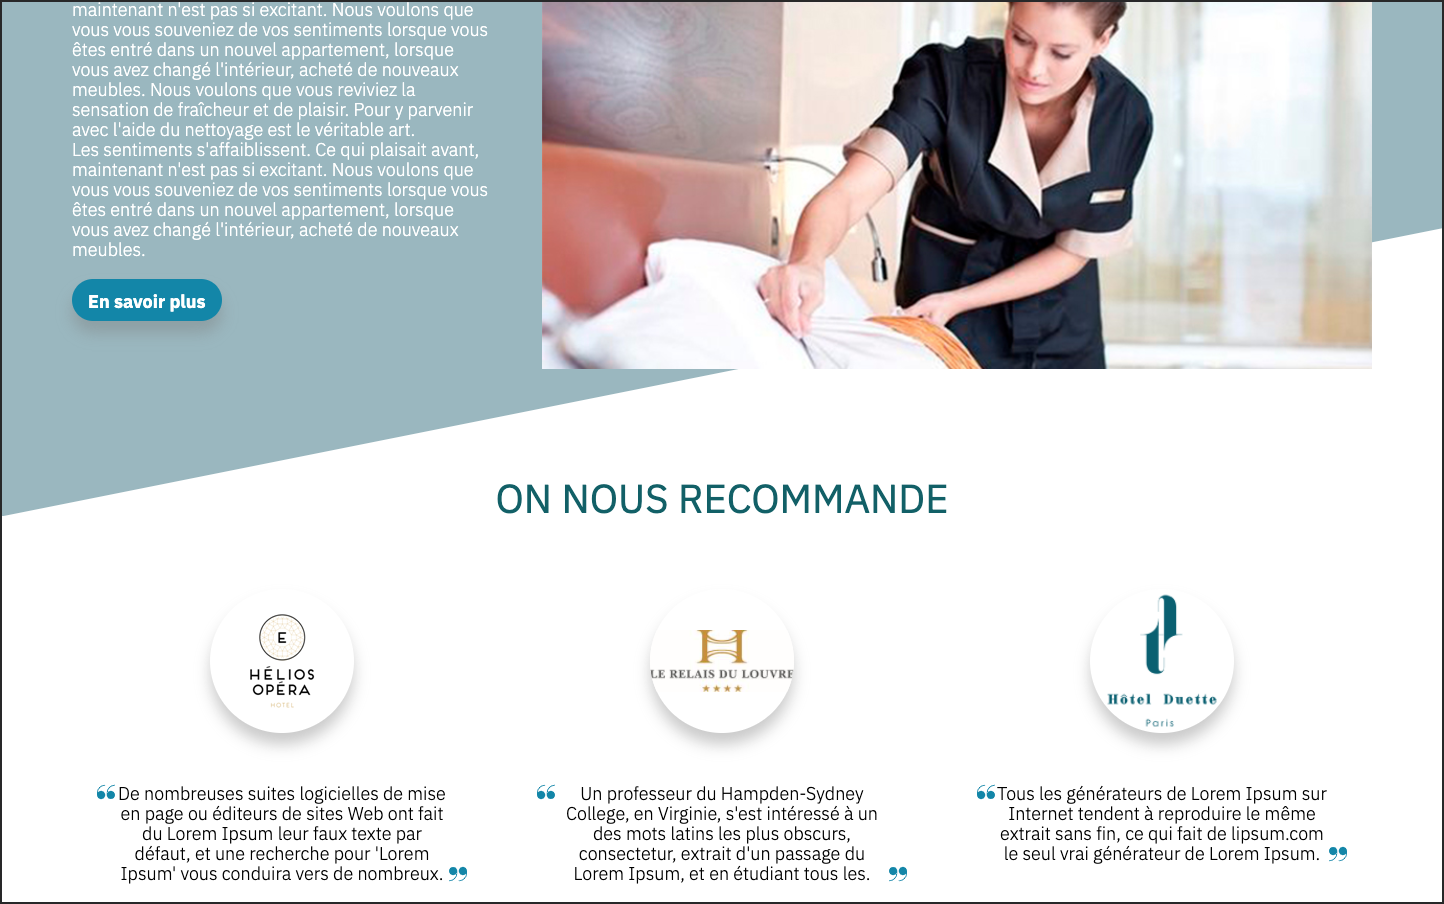 maintenant n'est pas si excitant. Nous voulons que
vous vous souveniez de vos sentiments lorsque vous
êtes entré dans un nouvel appartement, lorsque
vous avez changé l'intérieur, acheté de nouveaux
meubles. Nous voulons que vous reviviez la
sensation de fraîcheur et de plaisir. Pour y parvenir
avec l'aide du nettoyage est le véritable art.
Les sentiments s'affaiblissent. Ce qui plaisait avant,
maintenant n'est pas si excitant. Nous voulons que
vous vous souveniez de vos sentiments lorsque vous
êtes entré dans un nouvel appartement, lorsque
vous avez changé l'intérieur, acheté de nouveaux
meubles.
En savoir plus
ON NOUS RECOMMANDE
E
HÉLIOS
OPÉRA
HOTEL
H
LE RELAIS DU LOUVRE
Hôtel Duette
Paris
❝De nombreuses suites logicielles de mise
en page ou éditeurs de sites Web ont fait
du Lorem Ipsum leur faux texte par
défaut, et une recherche pour 'Lorem
Ipsum' vous conduira vers de nombreux. ❞
❝ Un professeur du Hampden-Sydney
College, en Virginie, s'est intéressé à un
des mots latins les plus obscurs,
consectetur, extrait d'un passage du
Lorem Ipsum, et en étudiant tous les. ❞
❝Tous les générateurs de Lorem Ipsum sur
Internet tendent à reproduire le même
extrait sans fin, ce qui fait de lipsum.com
le seul vrai générateur de Lorem Ipsum. ❞